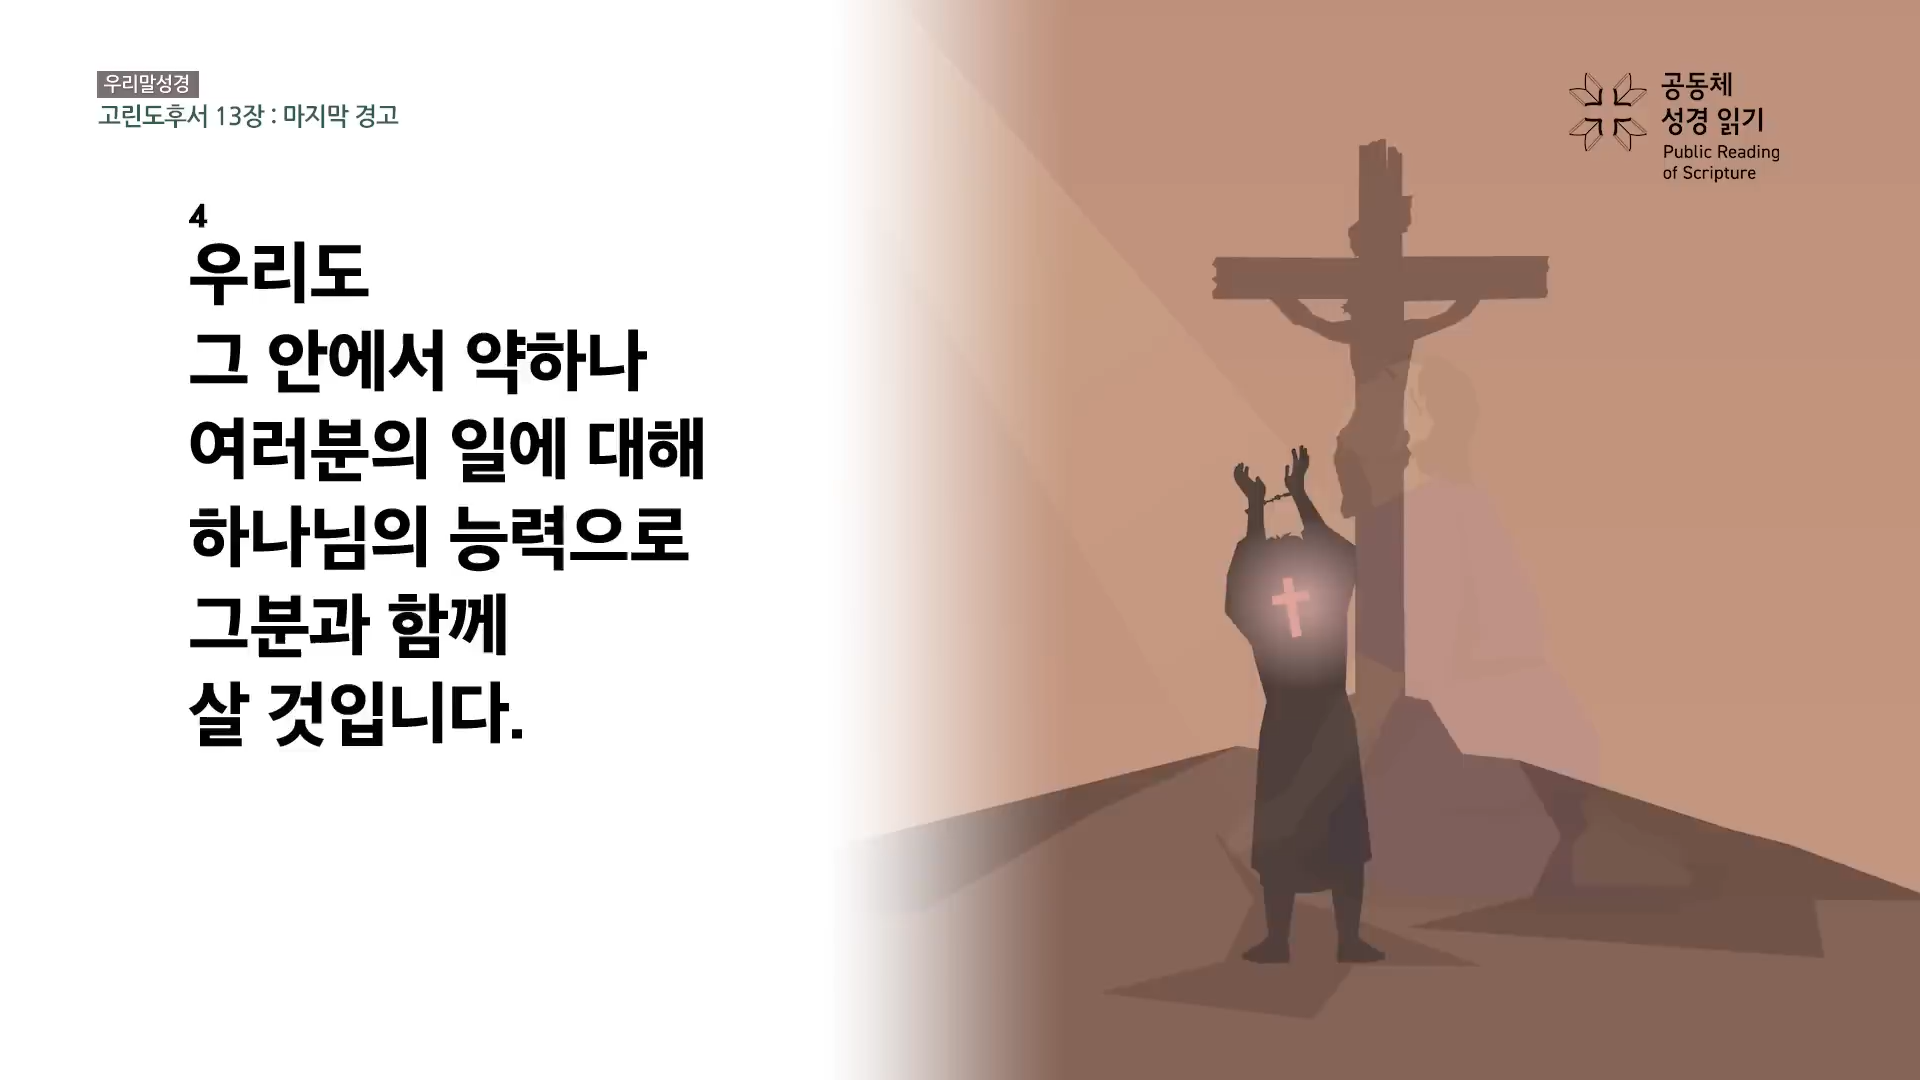 우리말성경
고린도후서 13장 : 마지막 경고
공동체
성경 읽기
Public Reading
of Scripture
4
우리도
그 안에서 약하나
여러분의 일에 대해
하나님의 능력으로
그분과 함께
살 것입니다.